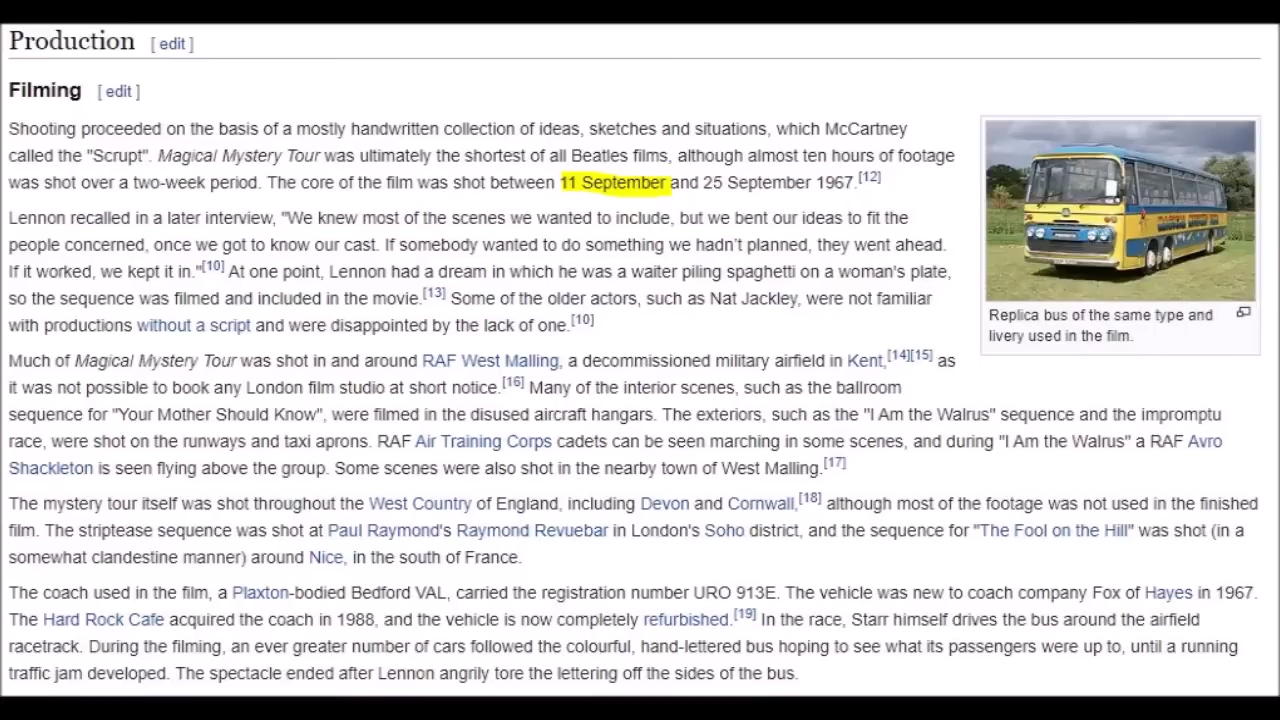 Production [ edit ]
Filming [ edit ]
Shooting proceeded on the basis of a mostly handwritten collection of ideas, sketches and situations, which McCartney
called the "Scrupt". Magical Mystery Tour was ultimately the shortest of all Beatles films, although almost ten hours of footage
was shot over a two-week period. The core of the film was shot between 11 September and 25 September 1967.[12]
Lennon recalled in a later interview, "We knew most of the scenes we wanted to include, but we bent our ideas to fit the
people concerned, once we got to know our cast. If somebody wanted to do something we hadn't planned, they went ahead.
If it worked, we kept it in."[10] At one point, Lennon had a dream in which he was a waiter piling spaghetti on a woman's plate,
so the sequence was filmed and included in the movie.[13] Some of the older actors, such as Nat Jackley, were not familiar
with productions without a script and were disappointed by the lack of one.[10]
Replica bus of the same type and
livery used in the film.
Much of Magical Mystery Tour was shot in and around RAF West Malling, a decommissioned military airfield in Kent,[14][15] as
it was not possible to book any London film studio at short notice.[16] Many of the interior scenes, such as the ballroom
sequence for "Your Mother Should Know", were filmed in the disused aircraft hangars. The exteriors, such as the "I Am the Walrus" sequence and the impromptu
race, were shot on the runways and taxi aprons. RAF Air Training Corps cadets can be seen marching in some scenes, and during "I Am the Walrus" a RAF Avro
Shackleton is seen flying above the group. Some scenes were also shot in the nearby town of West Malling.[17]
The mystery tour itself was shot throughout the West Country of England, including Devon and Cornwall,[18] although most of the footage was not used in the finished
film. The striptease sequence was shot at Paul Raymond's Raymond Revuebar in London's Soho district, and the sequence for "The Fool on the Hill" was shot (in a
somewhat clandestine manner) around Nice, in the south of France.
The coach used in the film, a Plaxton-bodied Bedford VAL, carried the registration number URO 913E. The vehicle was new to coach company Fox of Hayes in 1967.
The Hard Rock Cafe acquired the coach in 1988, and the vehicle is now completely refurbished.[19] In the race, Starr himself drives the bus around the airfield
racetrack. During the filming, an ever greater number of cars followed the colourful, hand-lettered bus hoping to see what its passengers were up to, until a running
traffic jam developed. The spectacle ended after Lennon angrily tore the lettering off the sides of the bus.